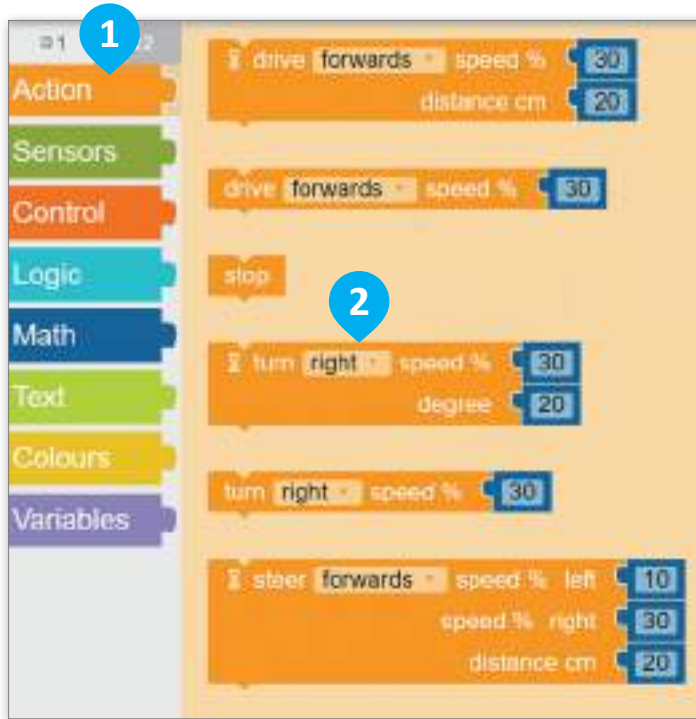 1
1 2
Action
Sensors
Control
Logic
Math
Text
Colours
Variables
drive forwards speed % 30
distance cm 20
drive forwards speed % 30
stop
2
turn right speed % 30
degree 20
turn right speed % 30
steer forwards speed % left 10
speed % right 30
distance cm 20